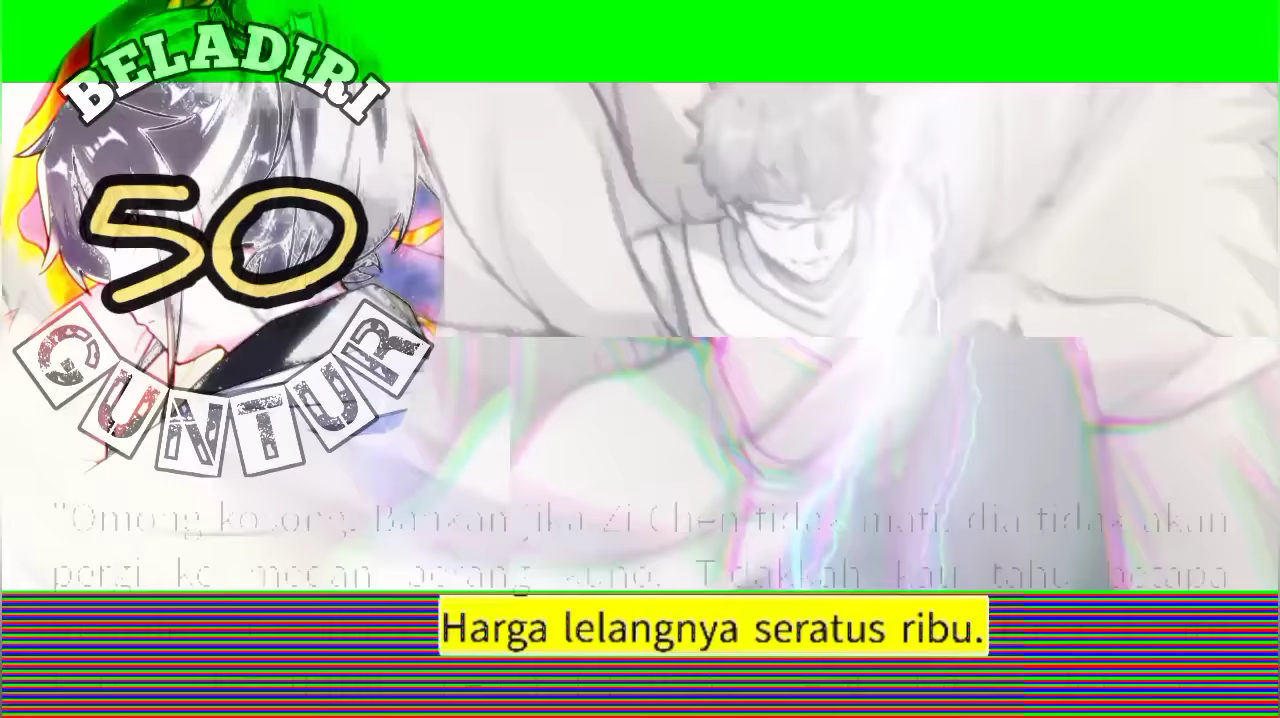 BELADIRI
50
GUNTUR
"Omong kosong. Bahkan jika Zi Chen tidak mati, dia tidak akan
pergi ke medan perang kuno. Tidakkah kau tahu betapa
Harga lelangnya seratus ribu.